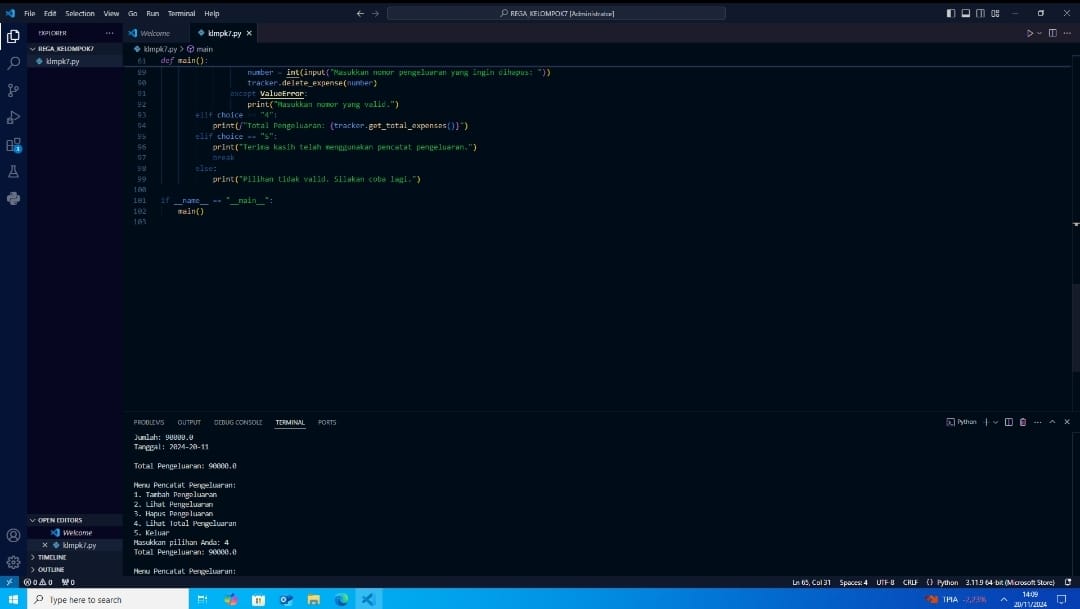 File Edit Selection View Go Run Terminal Help
REGA_KELOMPOK7 [Administrator]
EXPLORER
Welcome
klmpk7.py
REGA_KELOMPOK7
klmpk7.py
klmpk7.py > main
61 def main():
89 number = int(input("Masukkan nomor pengeluaran yang ingin dihapus: "))
90 tracker.delete_expense(number)
91 except ValueError:
92 print("Masukkan nomor yang valid.")
93 elif choice == "4":
94 print(f"Total Pengeluaran: {tracker.get_total_expenses()}")
95 elif choice == "5":
96 print("Terima kasih telah menggunakan pencatat pengeluaran.")
97 break
98 else:
99 print("Pilihan tidak valid. Silakan coba lagi.")
100
101 if __name__ == "__main__":
102 main()
103
PROBLEMS OUTPUT DEBUG CONSOLE TERMINAL PORTS
Python
Jumlah: 90000.0
Tanggal: 2024-20-11
Total Pengeluaran: 90000.0
Menu Pencatat Pengeluaran:
1. Tambah Pengeluaran
2. Lihat Pengeluaran
3. Hapus Pengeluaran
4. Lihat Total Pengeluaran
5. Keluar
Masukkan pilihan Anda: 4
Total Pengeluaran: 90000.0
Menu Pencatat Pengeluaran:
OPEN EDITORS
Welcome
klmpk7.py
TIMELINE
OUTLINE
0 0 0
Ln 65, Col 31 Spaces: 4 UTF-8 CRLF {} Python 3.11.9 64-bit (Microsoft Store)
Type here to search
TPIA -2,23%
14:09
20/11/2024